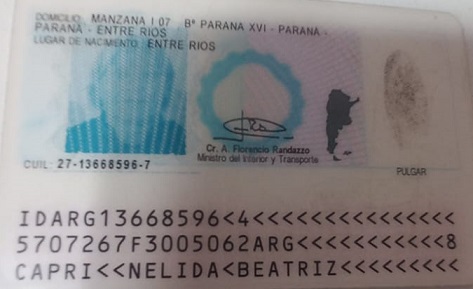 DOMICILIO: MANZANA I 07 Bº PARANA XVI - PARANA -
PARANA - ENTRE RIOS
LUGAR DE NACIMIENTO: ENTRE RIOS
Cr. A. Florencio Randazzo
Ministro del Interior y Transporte
CUIL: 27-13668596-7
PULGAR
IDARG13668596<4<<<<<<<<<<<<<<<
5707267F3005062ARG<<<<<<<<<<<8
CAPRI<<NELIDA<BEATRIZ<<<<<<<<<